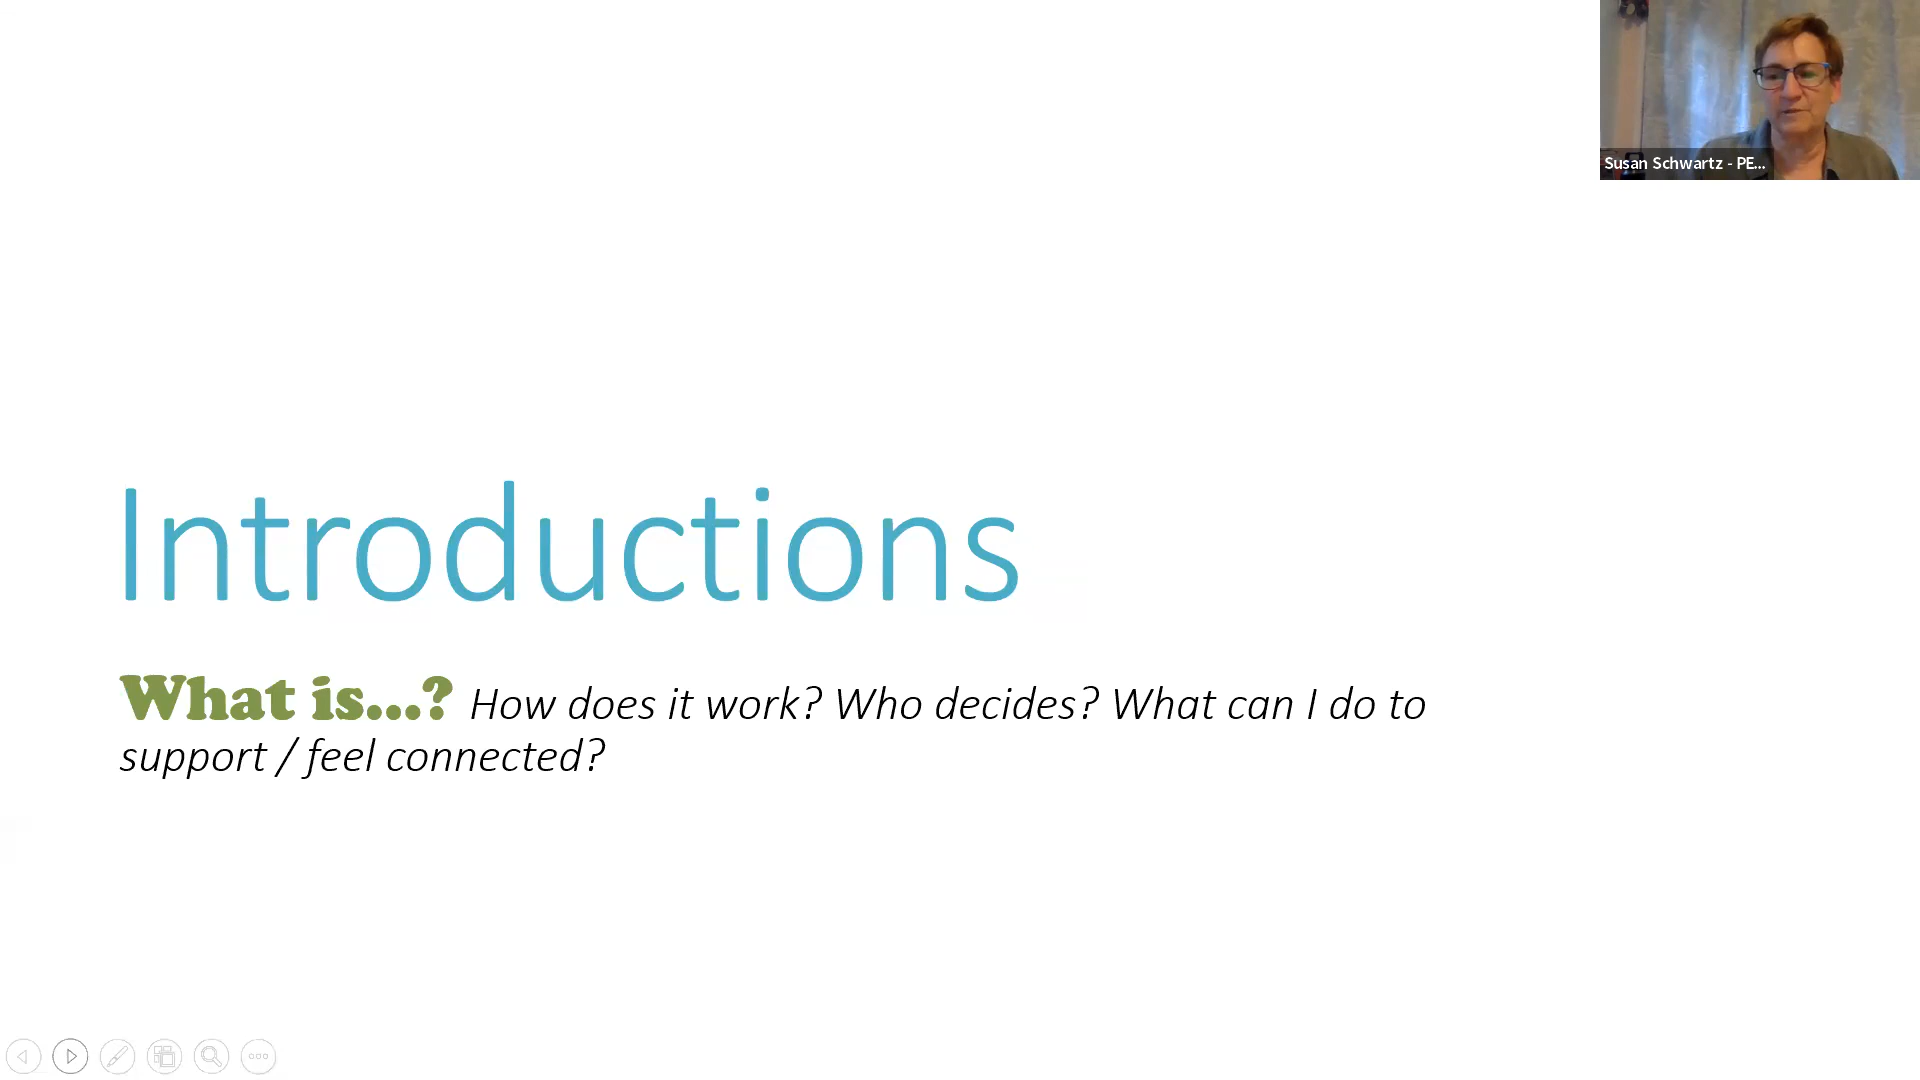 Susan Schwartz - PE...
Introductions
What is...? How does it work? Who decides? What can I do to
support / feel connected?